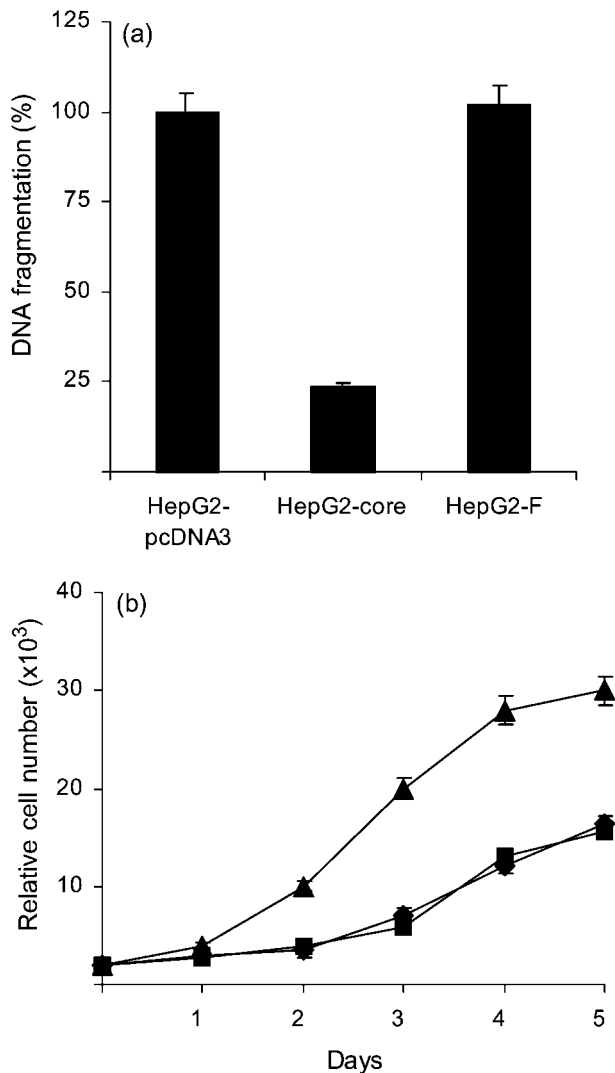 (a)
DNA fragmentation (%)
125
100
75
50
25
HepG2-
pcDNA3
HepG2-core
HepG2-F
(b)
Relative cell number (x10³)
40
30
20
10
1 2 3 4 5
Days